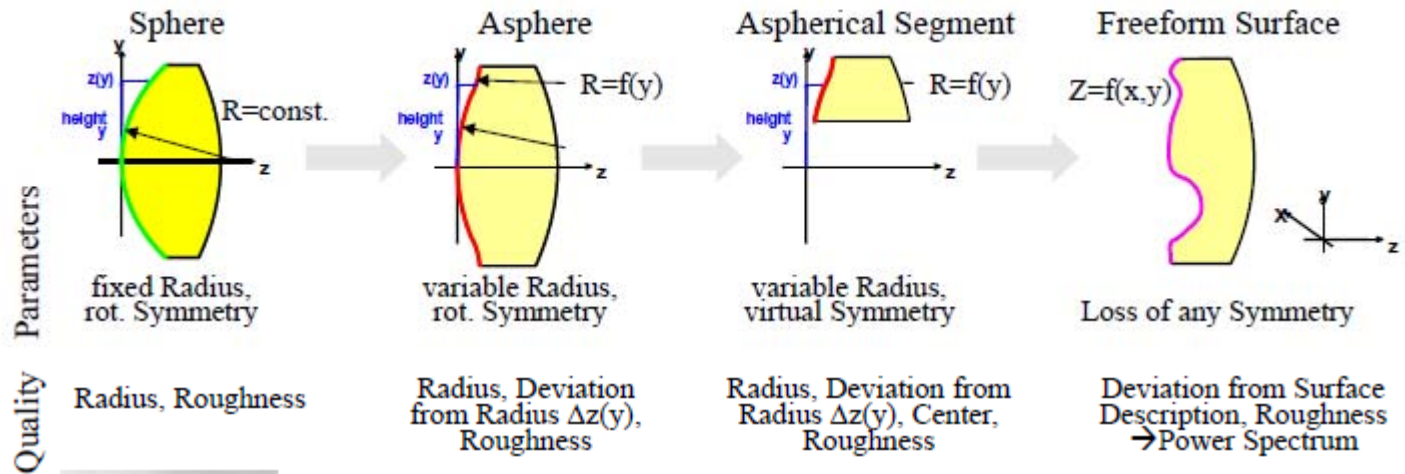 Sphere
Asphere
Aspherical Segment
Freeform Surface
y
z(y)
height
y
R=const.
z
y
z(y)
height
y
R=f(y)
z
y
z(y)
height
y
R=f(y)
z
Z=f(x,y)
y
X
z
Parameters
fixed Radius,
rot. Symmetry
variable Radius,
rot. Symmetry
variable Radius,
virtual Symmetry
Loss of any Symmetry
Quality
Radius, Roughness
Radius, Deviation
from Radius Δz(y),
Roughness
Radius, Deviation from
Radius Δz(y), Center,
Roughness
Deviation from Surface
Description, Roughness
→Power Spectrum